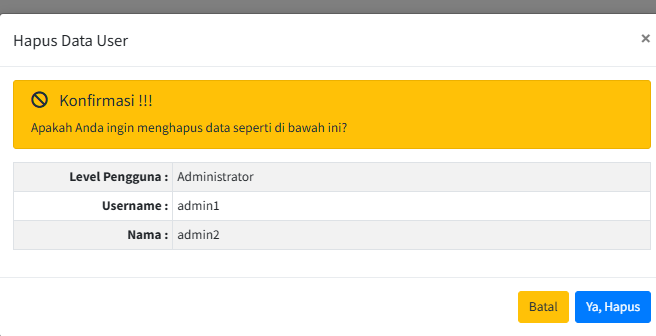 Hapus Data User ×
Konfirmasi !!!
Apakah Anda ingin menghapus data seperti di bawah ini?
Level Pengguna : Administrator
Username : admin1
Nama : admin2
Batal Ya, Hapus